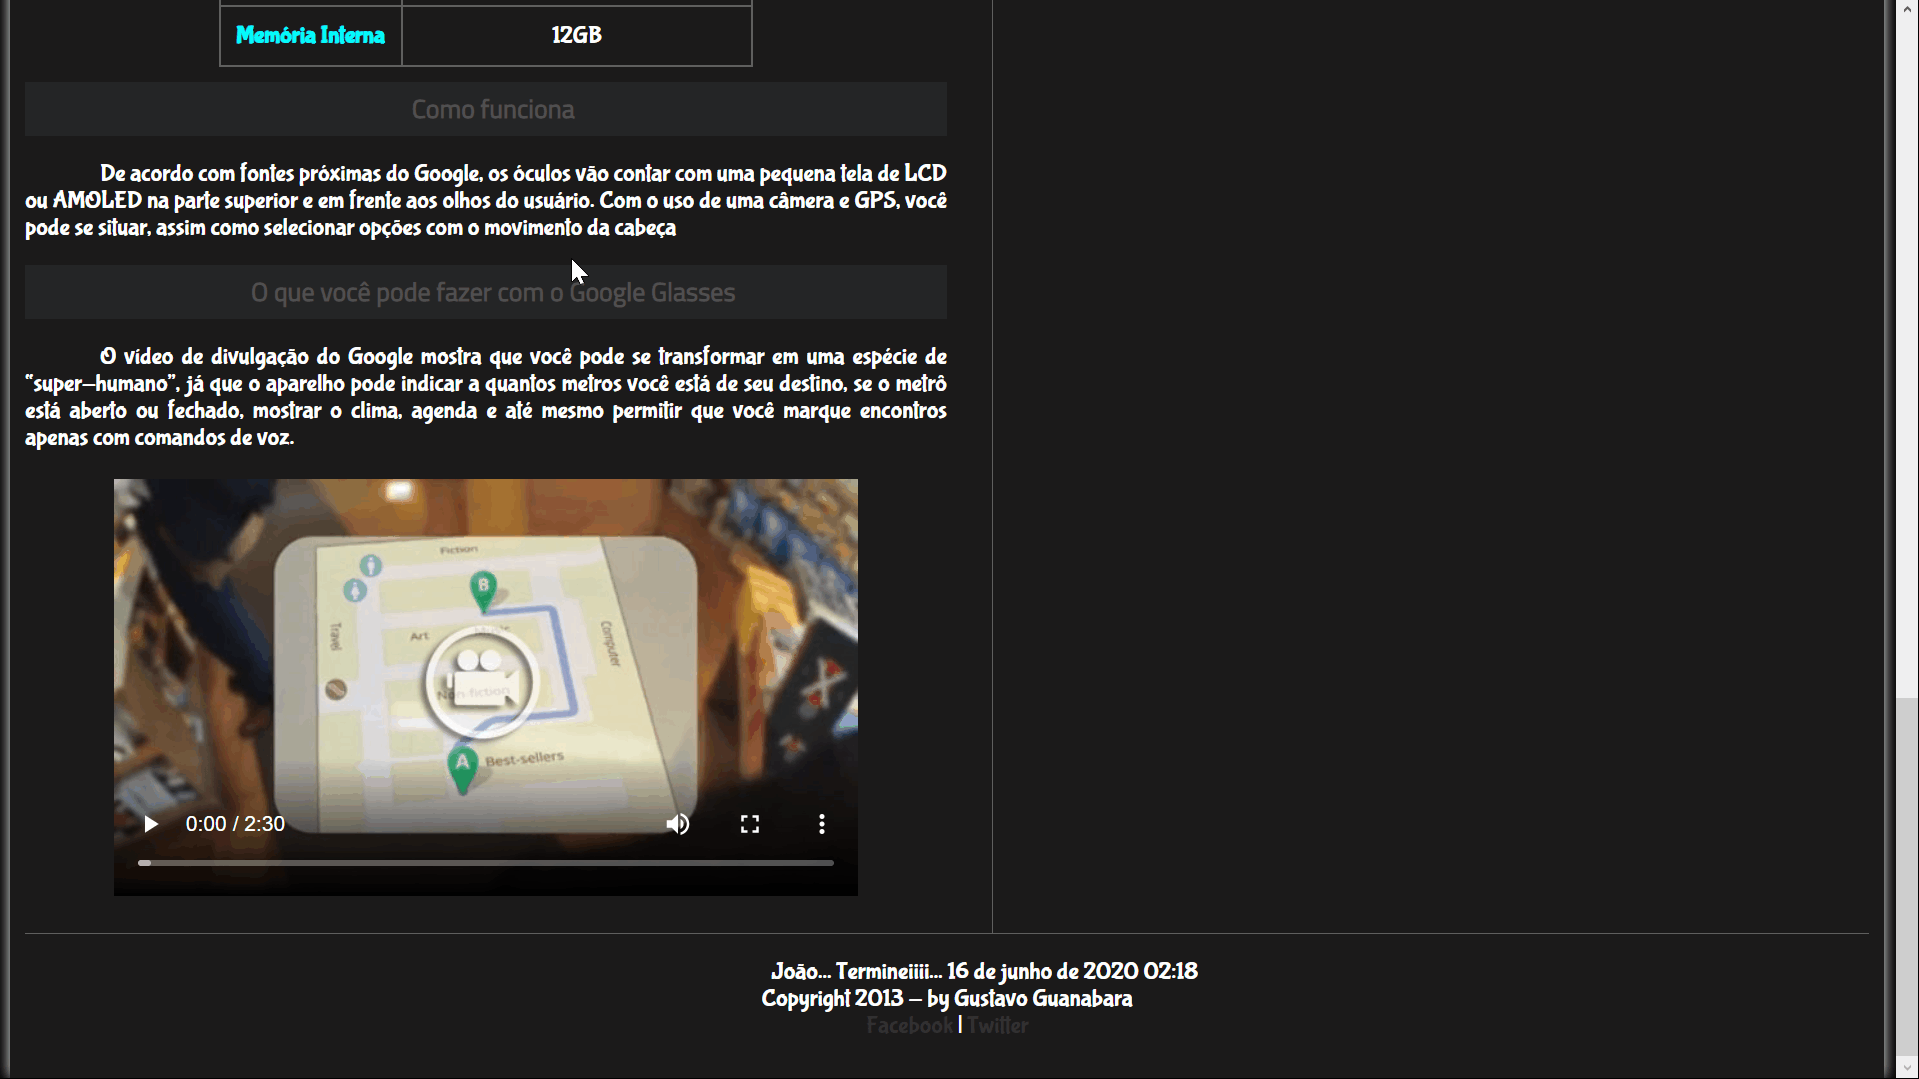 Memória Interna 12GB
Como funciona
De acordo com fontes próximas do Google, os óculos vão contar com uma pequena tela de LCD
ou AMOLED na parte superior e em frente aos olhos do usuário. Com o uso de uma câmera e GPS, você
pode se situar, assim como selecionar opções com o movimento da cabeça
O que você pode fazer com o Google Glasses
O vídeo de divulgação do Google mostra que você pode se transformar em uma espécie de
"super-humano", já que o aparelho pode indicar a quantos metros você está de seu destino, se o metrô
está aberto ou fechado, mostrar o clima, agenda e até mesmo permitir que você marque encontros
apenas com comandos de voz.
Fiction
B
Travel
Art
Music
Computer
Non-fiction
A
Best-sellers
0:00 / 2:30
João... Termineiiii... 16 de junho de 2020 02:18
Copyright 2013 - by Gustavo Guanabara
Facebook | Twitter